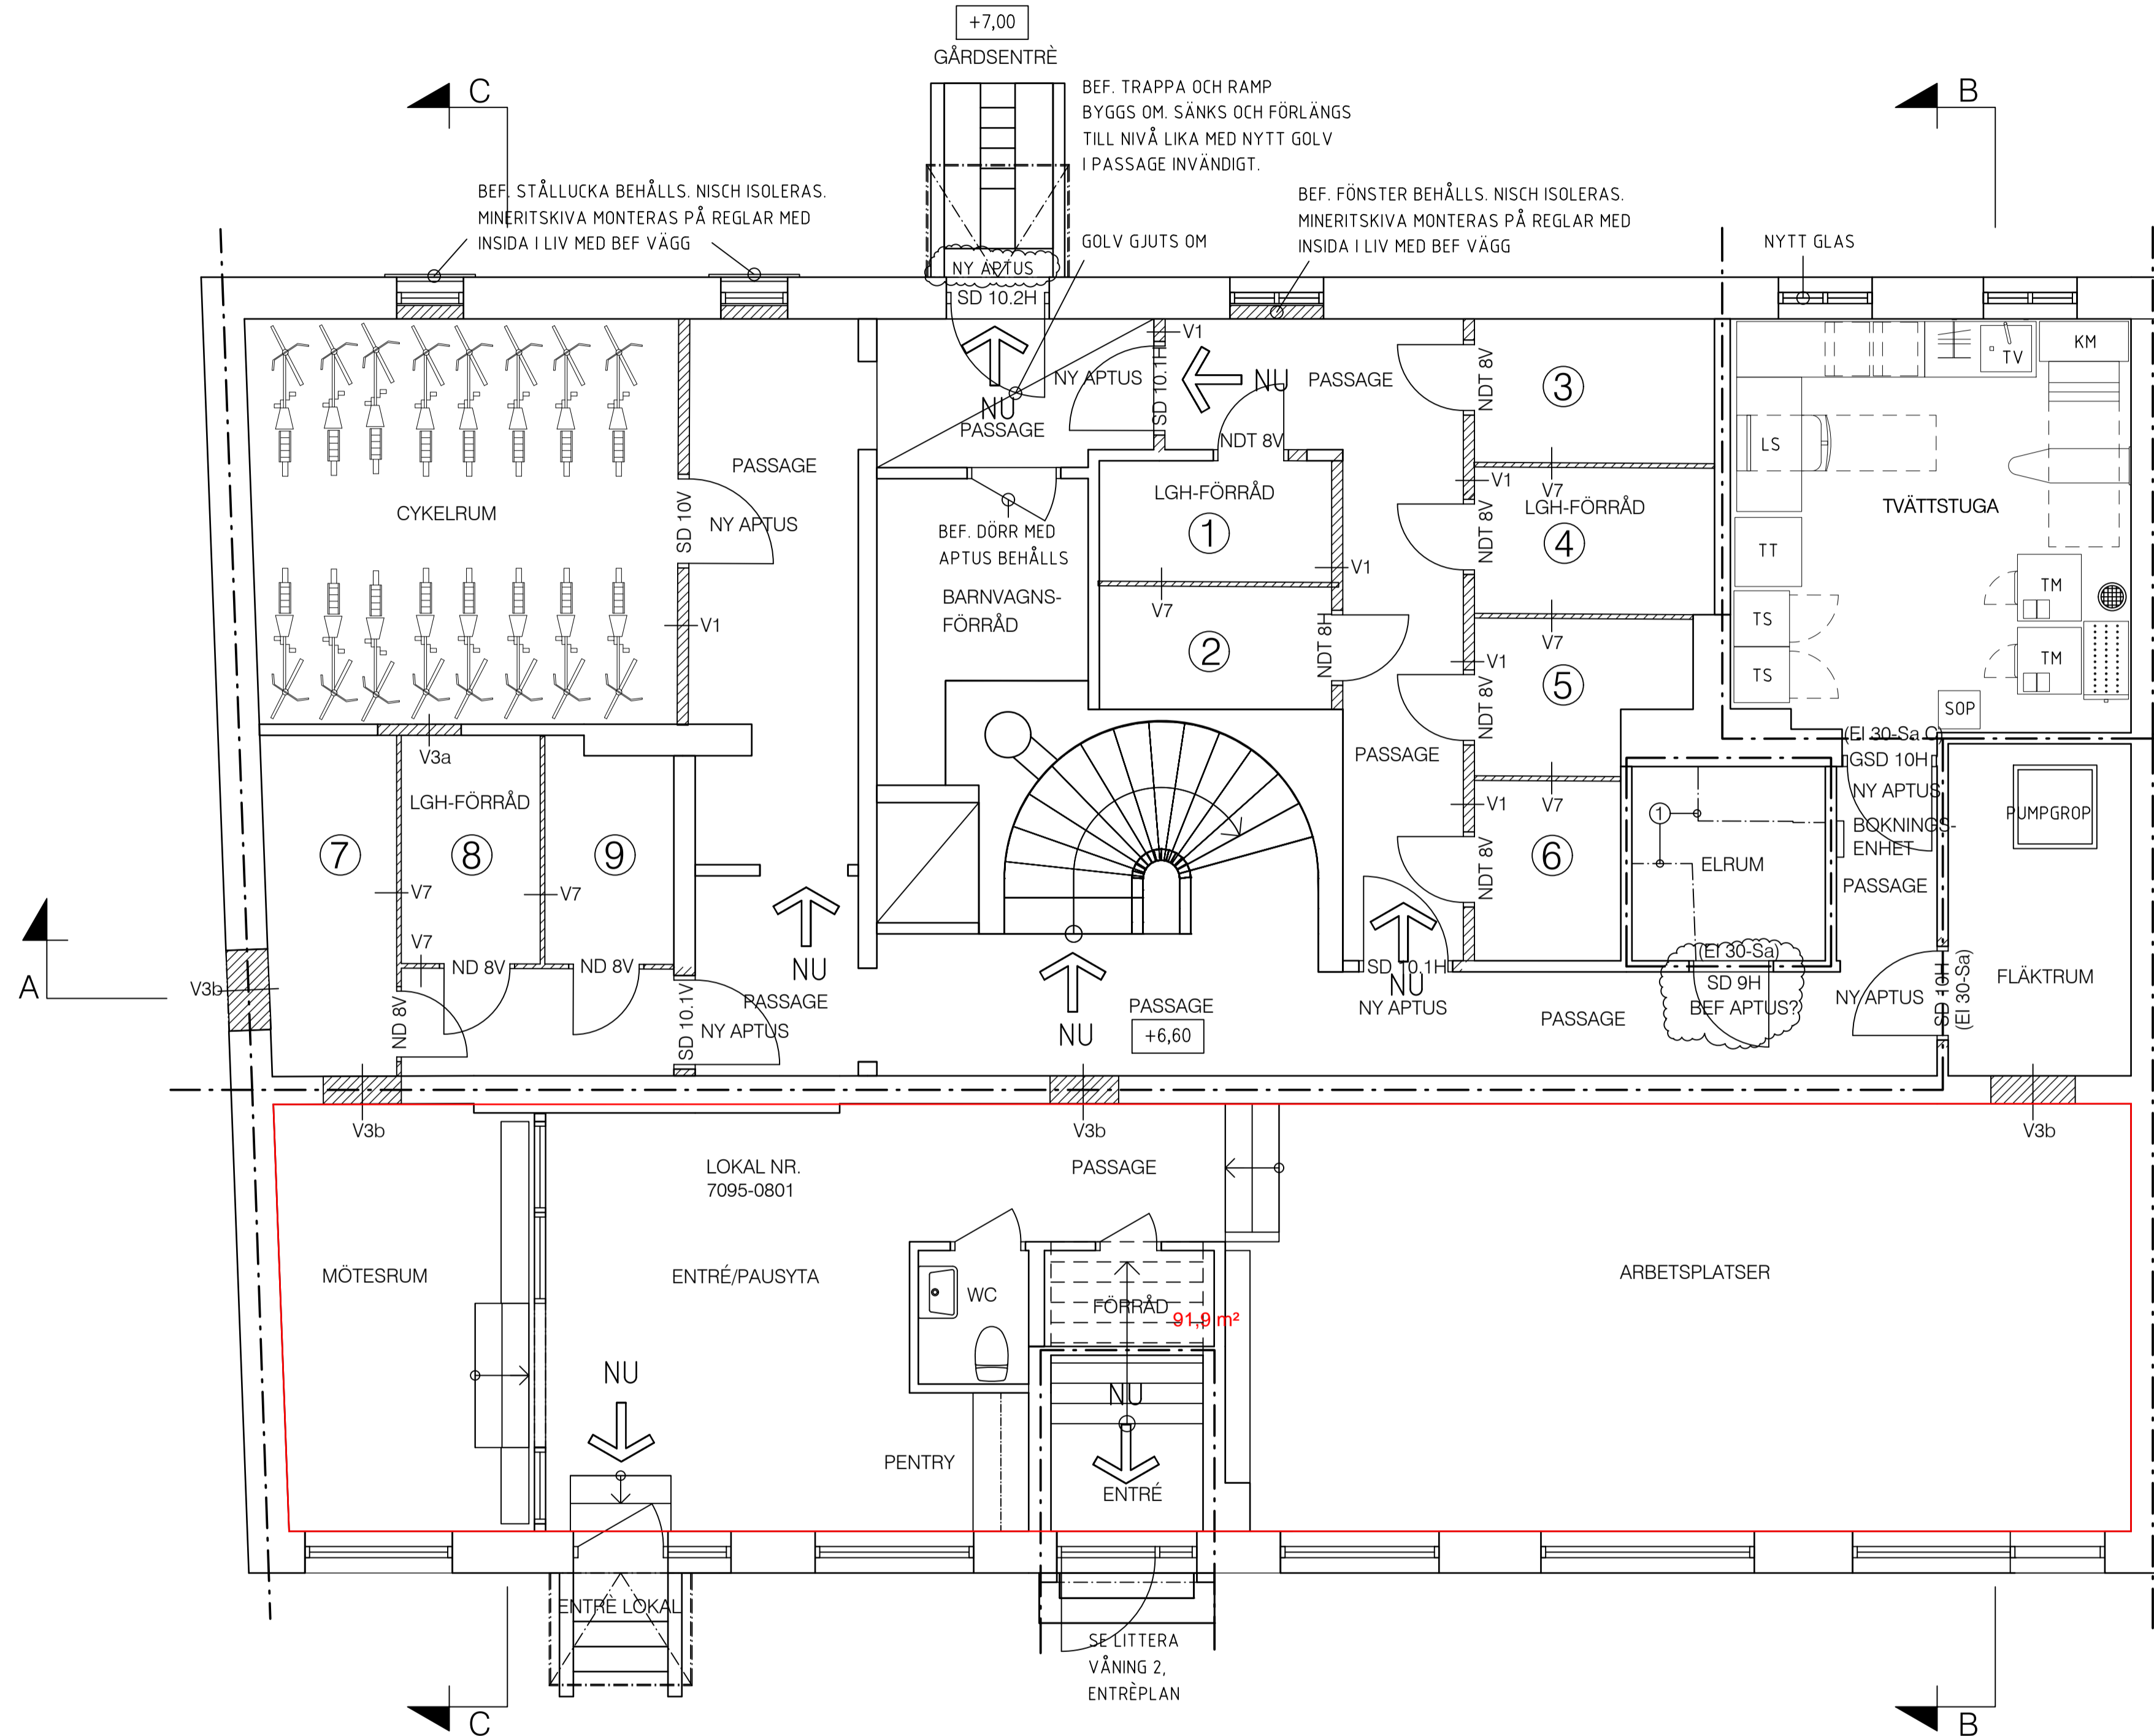 +7,00
GÅRDSENTRÈ
C
B
BEF. TRAPPA OCH RAMP
BYGGS OM. SÄNKS OCH FÖRLÄNGS
TILL NIVÅ LIKA MED NYTT GOLV
I PASSAGE INVÄNDIGT.
BEF. STÅLLUCKA BEHÅLLS. NISCH ISOLERAS.
MINERITSKIVA MONTERAS PÅ REGLAR MED
INSIDA I LIV MED BEF VÄGG
BEF. FÖNSTER BEHÅLLS. NISCH ISOLERAS.
MINERITSKIVA MONTERAS PÅ REGLAR MED
INSIDA I LIV MED BEF VÄGG
GOLV GJUTS OM
NYTT GLAS
NY APTUS
SD 10.2H
V1
NY APTUS
SD 10.1H
NU
NU
PASSAGE
PASSAGE
NDT 8V
3
TV
KM
NDT 8V
PASSAGE
LS
CYKELRUM
SD 10V
NY APTUS
LGH-FÖRRÅD
1
V1
V7
LGH-FÖRRÅD
4
NDT 8V
TVÄTTSTUGA
BEF. DÖRR MED
APTUS BEHÅLLS
TT
V1
BARNVAGNS-
FÖRRÅD
V7
TM
V1
2
NDT 8H
V7
TS
V1
5
NDT 8V
TM
TS
SOP
V3a
PASSAGE
(EI 30-Sa C)
GSD 10H
NY APTUS
LGH-FÖRRÅD
V1
V7
1
PUMPGROP
BOKNINGS-
ENHET
7
8
9
NDT 8V
6
ELRUM
PASSAGE
V7
V7
V7
ND 8V
ND 8V
NU
(EI 30-Sa)
SD 10.1H
NU
SD 9H
BEF APTUS?
FLÄKTRUM
A
V3b
ND 8V
SD 10.1V
PASSAGE
NY APTUS
NU
PASSAGE
+6,60
NY APTUS
PASSAGE
NY APTUS
SD 10H
(EI 30-Sa)
V3b
V3b
V3b
LOKAL NR.
7095-0801
PASSAGE
MÖTESRUM
ENTRÉ/PAUSYTA
WC
FÖRRÅD
91,9 m²
ARBETSPLATSER
NU
NU
PENTRY
ENTRÉ
ENTRÈ LOKAL
SE LITTERA
VÅNING 2,
ENTRÈPLAN
C
B